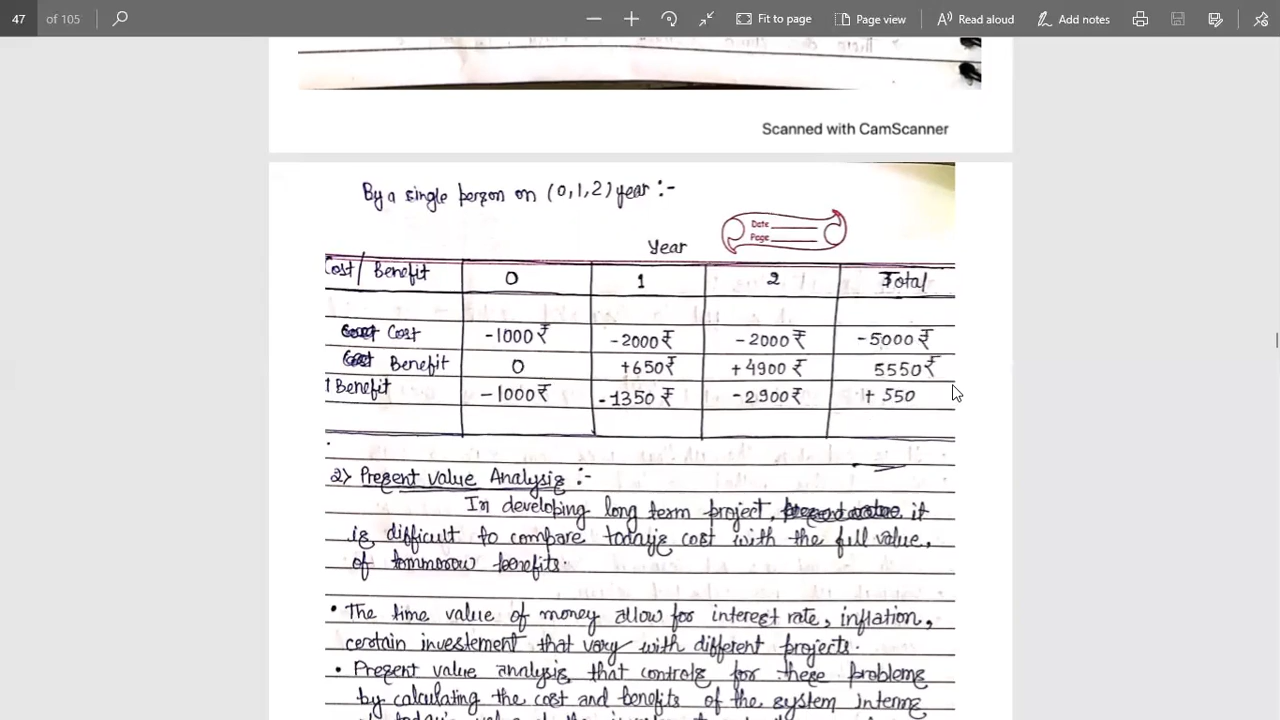 47 of 105 Fit to page Page view Read aloud Add notes
Scanned with CamScanner
By a single person on (0,1,2) year :-
Date
Page
Year
Cost/ Benefit 0 1 2 Total
Cost -1000 ₹ -2000 ₹ -2000 ₹ -5000 ₹
Benefit 0 +650 ₹ +4900 ₹ 5550 ₹
t Benefit -1000 ₹ -1350 ₹ -2900 ₹ + 550
2) Present value Analysis :-
In developing long term project, it
is difficult to compare todays cost with the full value,
of tommorow benefits.
• The time value of money allow for interest rate, inflation,
certain investement that vary with different projects.
• Present value analysis that controls for these problems
by calculating the cost and benefits of the system interms